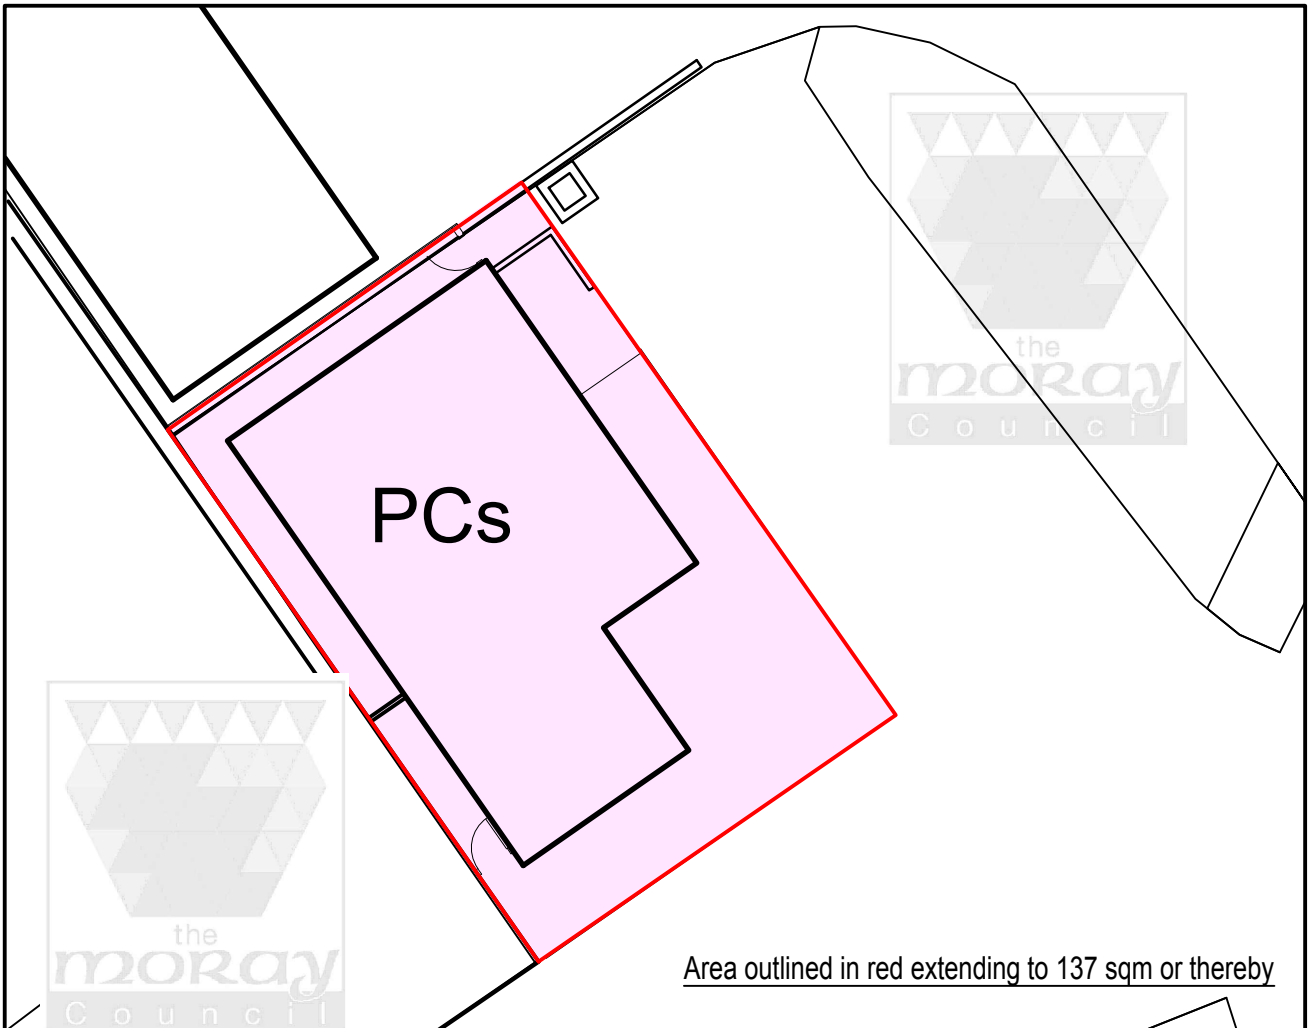 the
moray
Council
PCs
the
moray
Council
Area outlined in red extending to 137 sqm or thereby